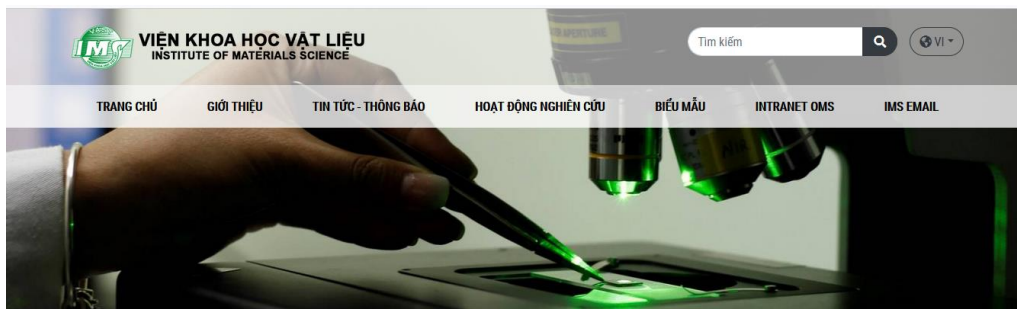 IMS
VIỆN KHOA HỌC VẬT LIỆU
INSTITUTE OF MATERIALS SCIENCE
Tìm kiếm
VI
TRANG CHỦ
GIỚI THIỆU
TIN TỨC - THÔNG BÁO
HOẠT ĐỘNG NGHIÊN CỨU
BIỂU MẪU
INTRANET OMS
IMS EMAIL
NIR